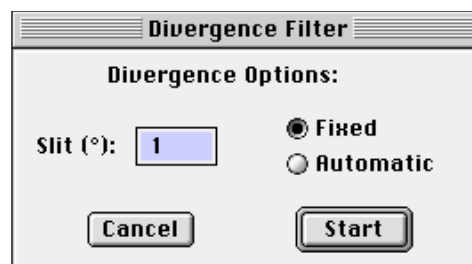 Divergence Filter
Divergence Options:
Slit (°): 1
Fixed
Automatic
Cancel Start